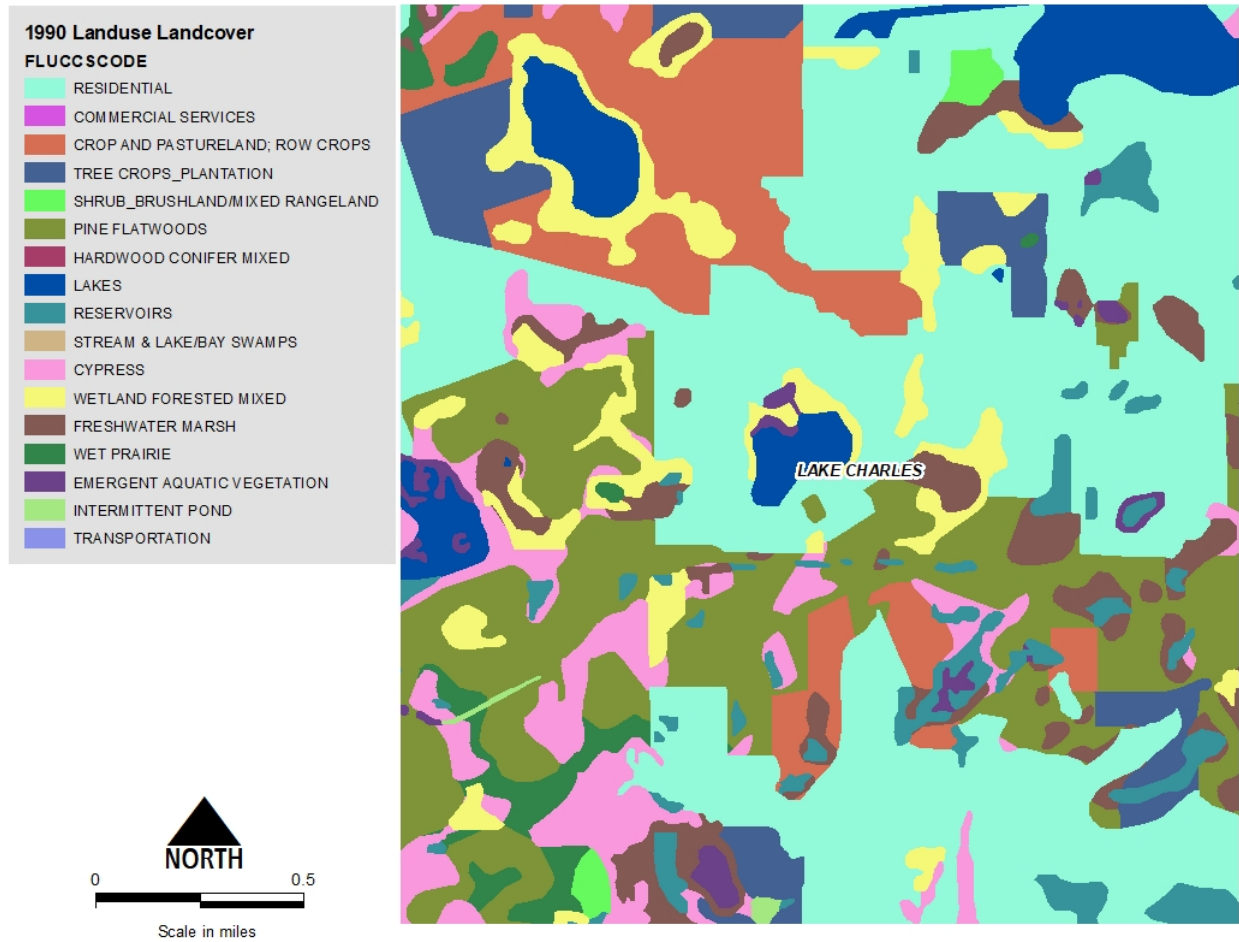 1990 Landuse Landcover
FLUCCSCODE
RESIDENTIAL
COMMERCIAL SERVICES
CROP AND PASTURELAND; ROW CROPS
TREE CROPS_PLANTATION
SHRUB_BRUSHLAND/MIXED RANGELAND
PINE FLATWOODS
HARDWOOD CONIFER MIXED
LAKES
RESERVOIRS
STREAM & LAKE/BAY SWAMPS
CYPRESS
WETLAND FORESTED MIXED
FRESHWATER MARSH
WET PRAIRIE
EMERGENT AQUATIC VEGETATION
INTERMITTENT POND
TRANSPORTATION
LAKE CHARLES
NORTH
0 0.5
Scale in miles